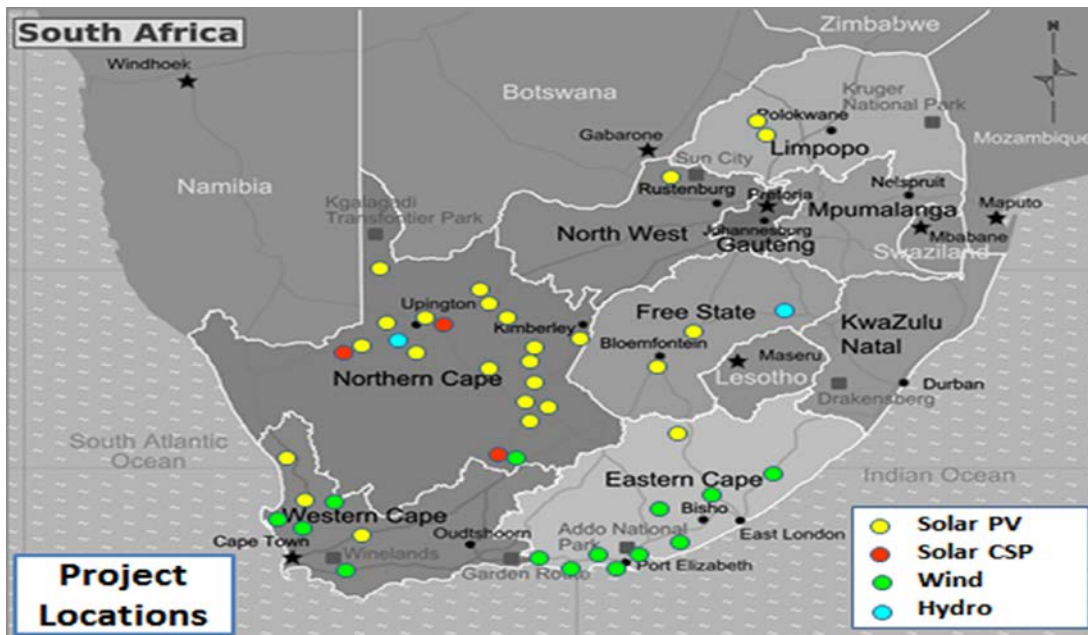 South Africa
Zimbabwe
N
Windhoek
Botswana
Kruger
National Park
Polokwane
Mozambique
Gabarone
Limpopo
Sun City
Namibia
Nelspruit
Rustenburg
Pretoria
Kgalagadi
Transfontier Park
Mpumalanga
Maputo
North West
Johannesburg
Mbabane
Gauteng
Swaziland
Upington
Free State
Kimberley
KwaZulu
Natal
Bloemfontein
Maseru
Northern Cape
Lesotho
Durban
Drakensberg
South Atlantic
Ocean
Eastern Cape
Indian Ocean
Western Cape
Bisho
Oudtshoorn
Addo National
Park
East London
Cape Town
Winelands
Garden Route
Port Elizabeth
Project
Locations
Solar PV
Solar CSP
Wind
Hydro